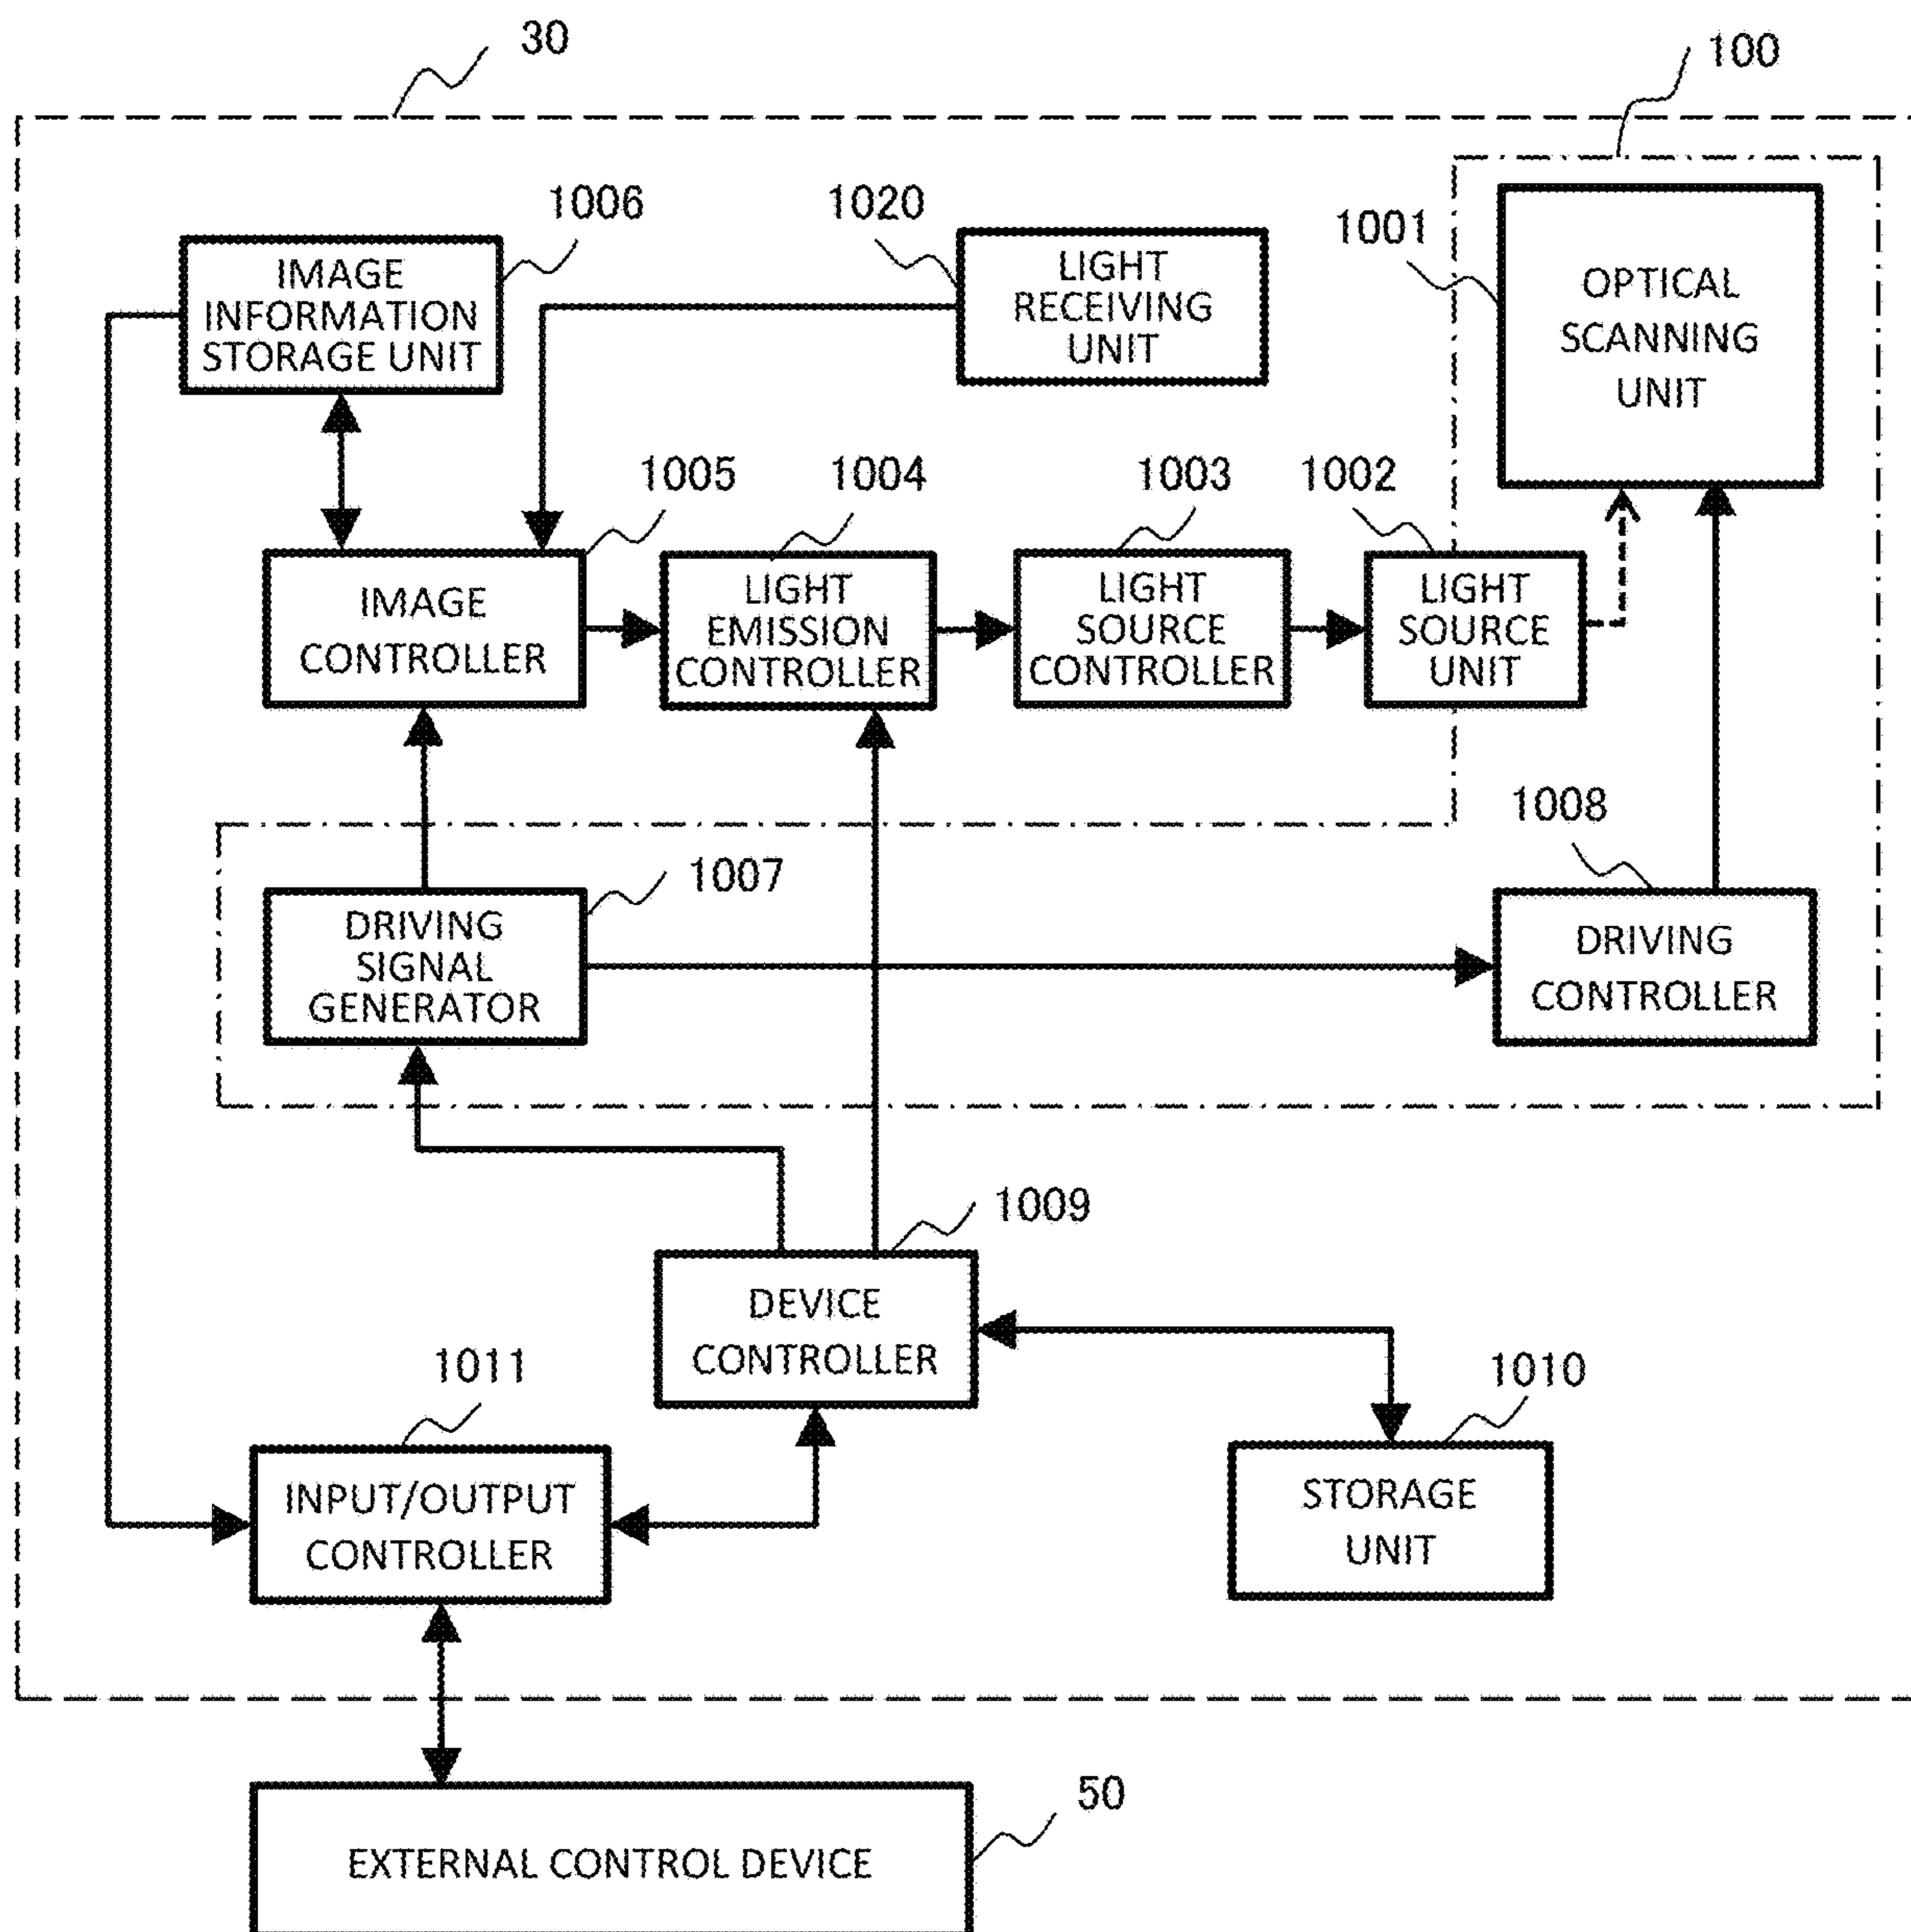 30
100
1006
1020
1001
IMAGE
INFORMATION
STORAGE UNIT
LIGHT
RECEIVING
UNIT
OPTICAL
SCANNING
UNIT
1005
1004
1003
1002
IMAGE
CONTROLLER
LIGHT
EMISSION
CONTROLLER
LIGHT
SOURCE
CONTROLLER
LIGHT
SOURCE
UNIT
1007
1008
DRIVING
SIGNAL
GENERATOR
DRIVING
CONTROLLER
1009
DEVICE
CONTROLLER
1011
1010
INPUT/OUTPUT
CONTROLLER
STORAGE
UNIT
50
EXTERNAL CONTROL DEVICE